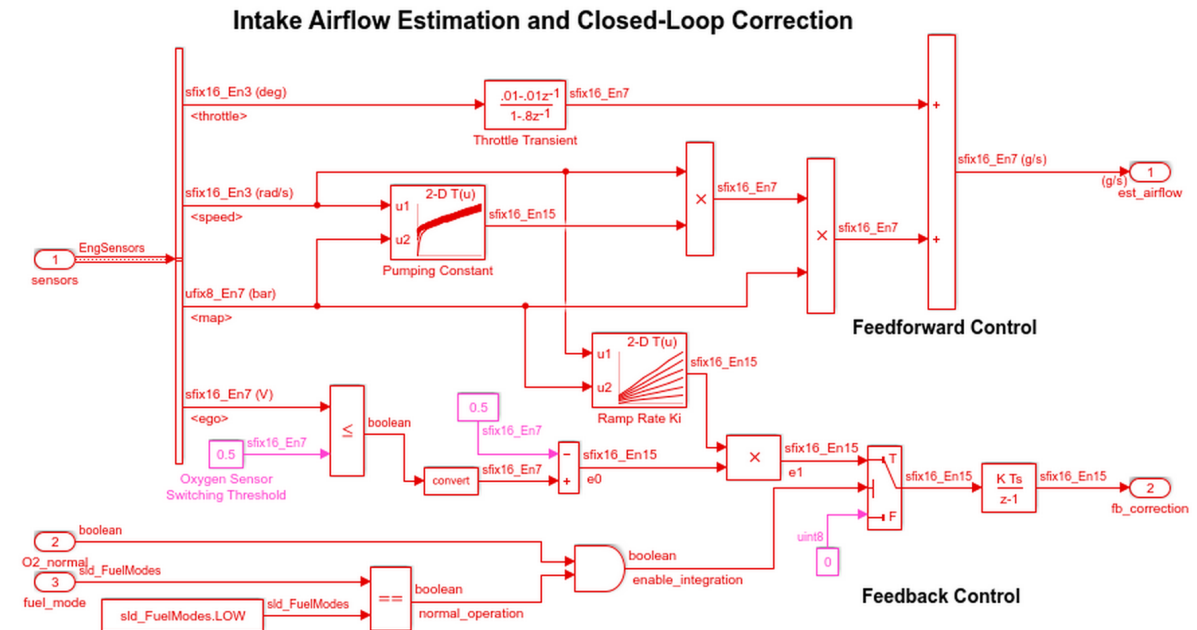 Intake Airflow Estimation and Closed-Loop Correction
sfix16_En3 (deg)
<throttle>
.01-.01z-1
1-.8z-1
Throttle Transient
sfix16_En7
+
sfix16_En7 (g/s)
(g/s)
1
est_airflow
sfix16_En3 (rad/s)
<speed>
2-D T(u)
u1
u2
Pumping Constant
sfix16_En15
×
sfix16_En7
×
sfix16_En7
+
1
sensors
EngSensors
ufix8_En7 (bar)
<map>
Feedforward Control
2-D T(u)
u1
u2
Ramp Rate Ki
sfix16_En15
sfix16_En7 (V)
<ego>
0.5
sfix16_En7
Oxygen Sensor
Switching Threshold
≤
boolean
convert
sfix16_En7
0.5
sfix16_En7
−
+
sfix16_En15
e0
×
sfix16_En15
e1
T
F
uint8
0
sfix16_En15
K Ts
z-1
sfix16_En15
2
fb_correction
2
O2_normal
boolean
3
fuel_mode
sld_FuelModes
sld_FuelModes.LOW
sld_FuelModes
==
boolean
normal_operation
boolean
enable_integration
Feedback Control